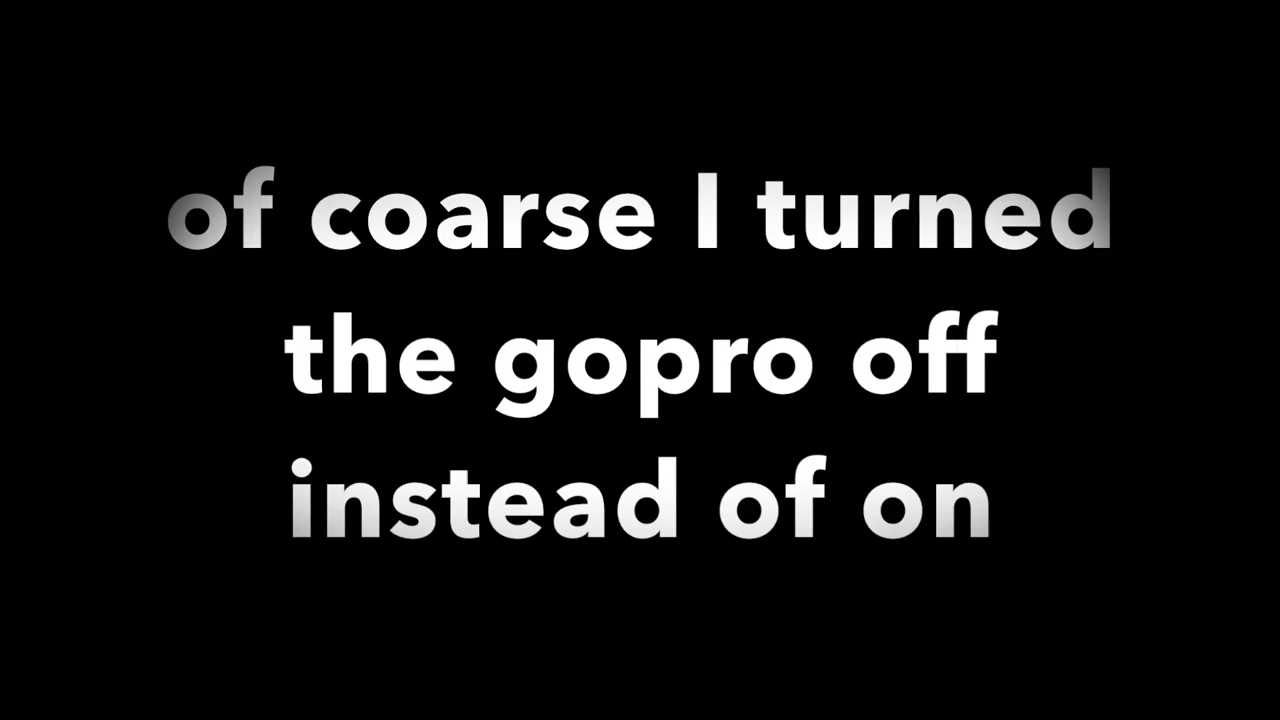 of coarse I turned
the gopro off
instead of on